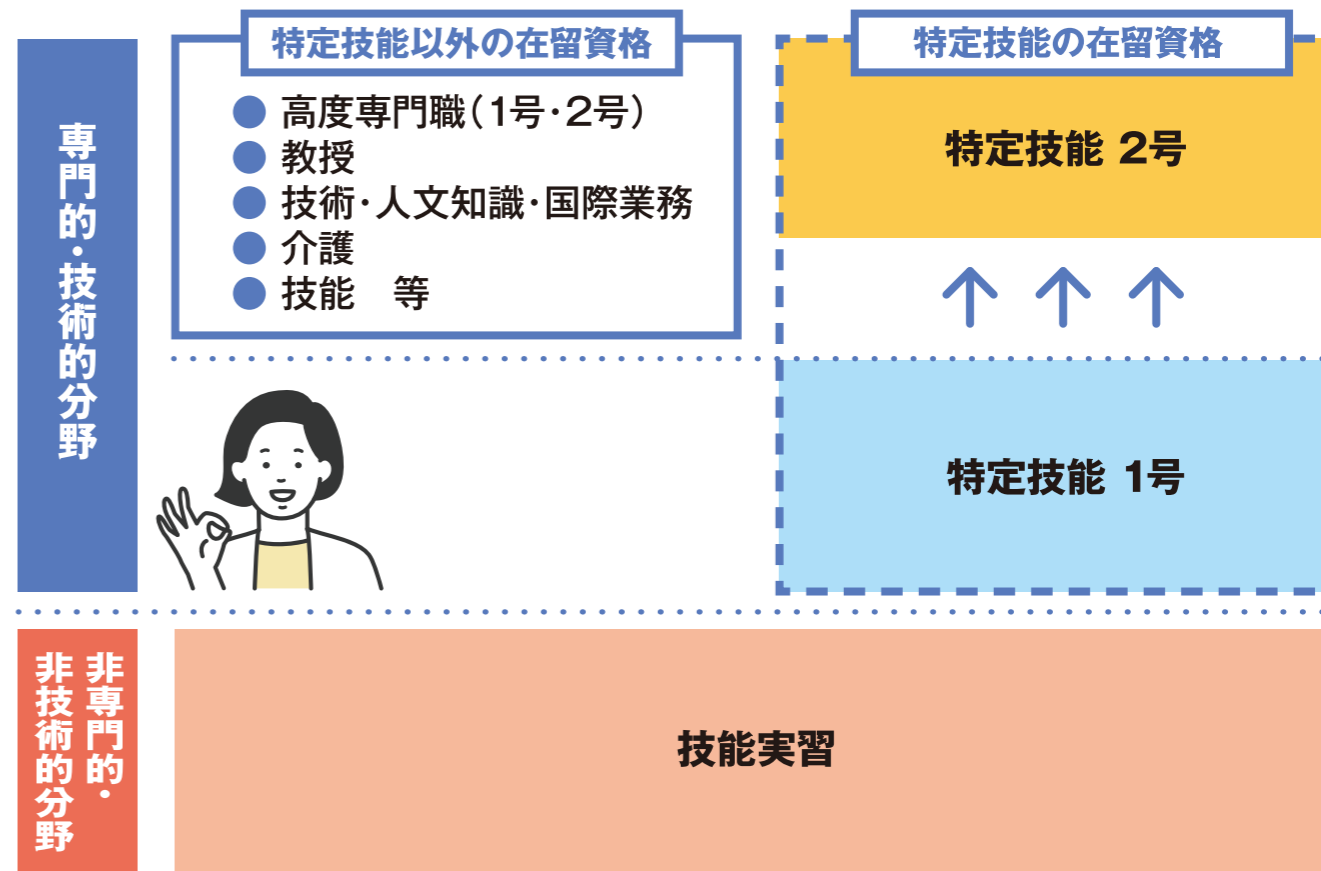 専門的・技術的分野
特定技能以外の在留資格
● 高度専門職（1号・2号）
● 教授
● 技術・人文知識・国際業務
● 介護
● 技能　等
特定技能の在留資格
特定技能 2号
特定技能 1号
非専門的・
非技術的分野
技能実習